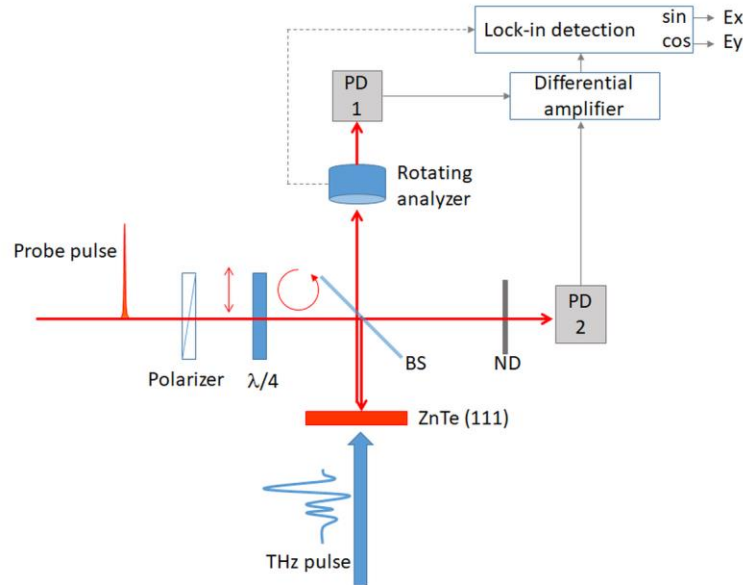 Lock-in detection
sin
Ex
cos
Ey
PD
1
Differential
amplifier
Rotating
analyzer
Probe pulse
PD
2
Polarizer
λ/4
BS
ND
ZnTe (111)
THz pulse